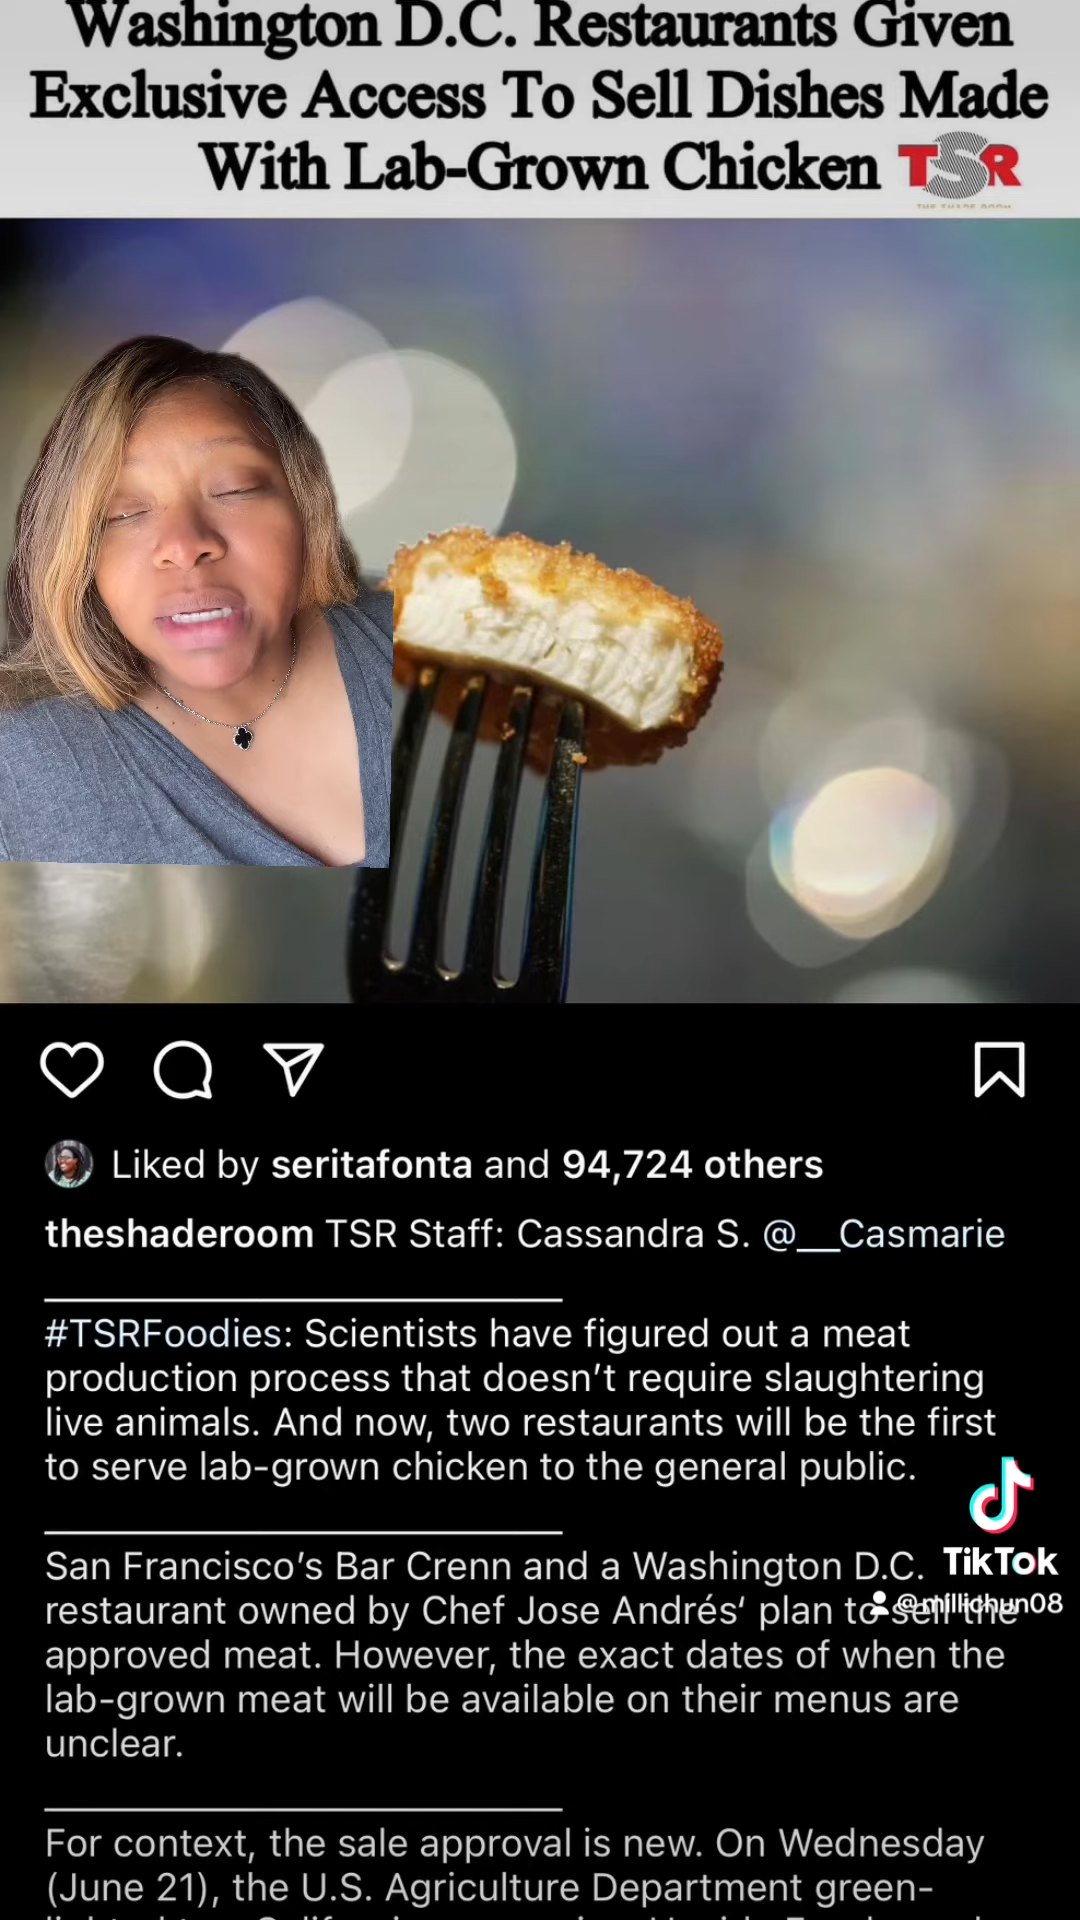 Washington D.C. Restaurants Given
Exclusive Access To Sell Dishes Made
With Lab-Grown Chicken TSR
THE SHADE ROOM
Liked by seritafonta and 94,724 others
theshaderoom TSR Staff: Cassandra S. @__Casmarie
#TSRFoodies: Scientists have figured out a meat
production process that doesn’t require slaughtering
live animals. And now, two restaurants will be the first
to serve lab-grown chicken to the general public.
San Francisco’s Bar Crenn and a Washington D.C.
restaurant owned by Chef Jose Andrés‘ plan to sell the
approved meat. However, the exact dates of when the
lab-grown meat will be available on their menus are
unclear.
For context, the sale approval is new. On Wednesday
(June 21), the U.S. Agriculture Department green-
TikTok
@millichun08